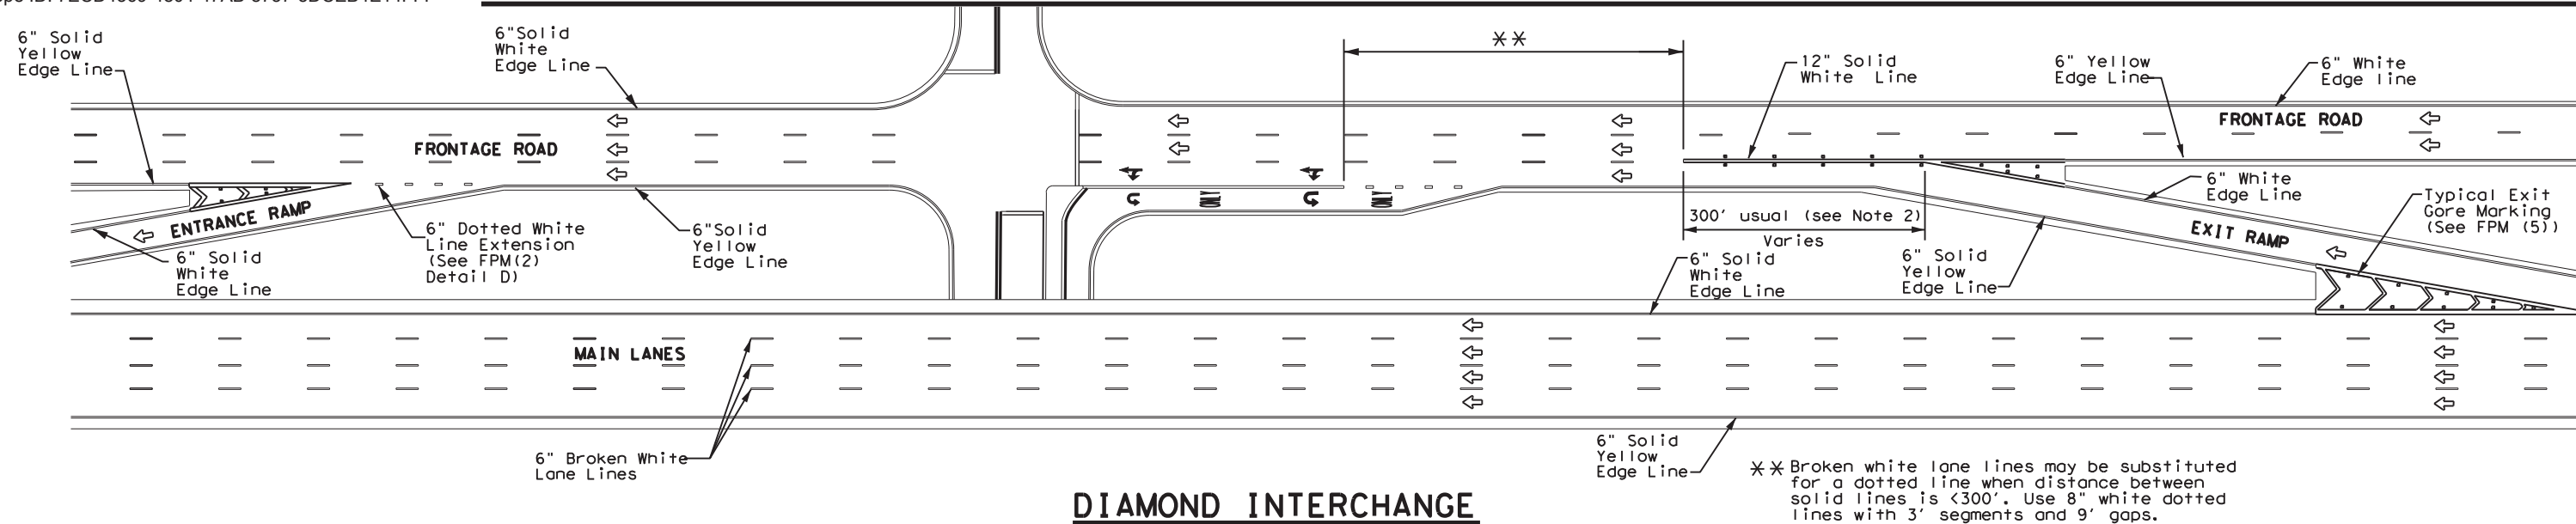 6" Solid
Yellow
Edge Line
6"Solid
White
Edge Line
**
12" Solid
White Line
6" Yellow
Edge Line
6" White
Edge line
FRONTAGE ROAD
FRONTAGE ROAD
ENTRANCE RAMP
6" Solid
White
Edge Line
6" Dotted White
Line Extension
(See FPM(2)
Detail D)
6"Solid
Yellow
Edge Line
ONLY
ONLY
300' usual (see Note 2)
Varies
6" Solid
White
Edge Line
6" Solid
Yellow
Edge Line
6" White
Edge Line
EXIT RAMP
Typical Exit
Gore Marking
(See FPM (5))
MAIN LANES
6" Broken White
Lane Lines
6" Solid
Yellow
Edge Line
** Broken white lane lines may be substituted
for a dotted line when distance between
solid lines is <300'. Use 8" white dotted
lines with 3' segments and 9' gaps.
DIAMOND INTERCHANGE